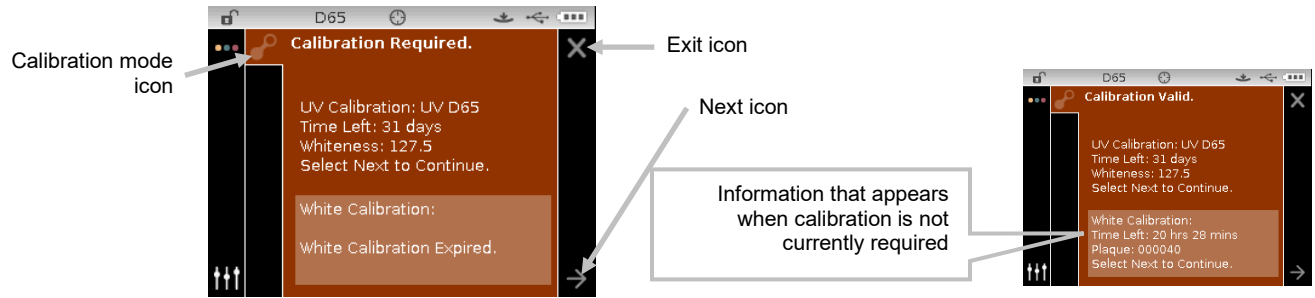 D65
Calibration Required.
UV Calibration: UV D65
Time Left: 31 days
Whiteness: 127.5
Select Next to Continue.
White Calibration:
White Calibration Expired.
Calibration mode
icon
Exit icon
Next icon
Information that appears
when calibration is not
currently required
D65
Calibration Valid.
UV Calibration: UV D65
Time Left: 31 days
Whiteness: 127.5
Select Next to Continue.
White Calibration:
Time Left: 20 hrs 28 mins
Plaque: 000040
Select Next to Continue.